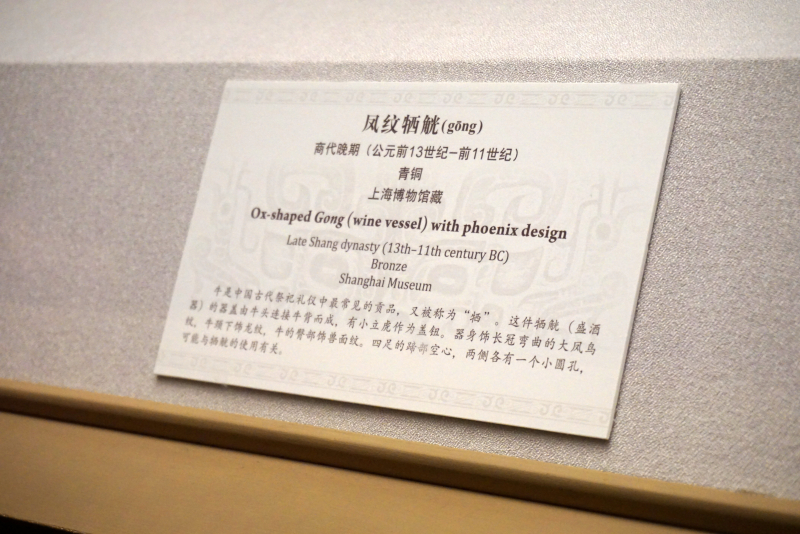 凤纹牺觥(gōng)
商代晚期（公元前13世纪–前11世纪）
青铜
上海博物馆藏
Ox-shaped Gong (wine vessel) with phoenix design
Late Shang dynasty (13th–11th century BC)
Bronze
Shanghai Museum
牛是中国古代祭祀礼仪中最常见的贡品，又被称为“牺”。这件牺觥（盛酒
器）的器盖由牛头连接牛背而成，有小立虎作为盖钮。器身饰长冠弯曲的大凤鸟
纹，牛颈下饰龙纹，牛的臀部饰兽面纹。四足的蹄部空心，两侧各有一个小圆孔，
可能与牺觥的使用有关。